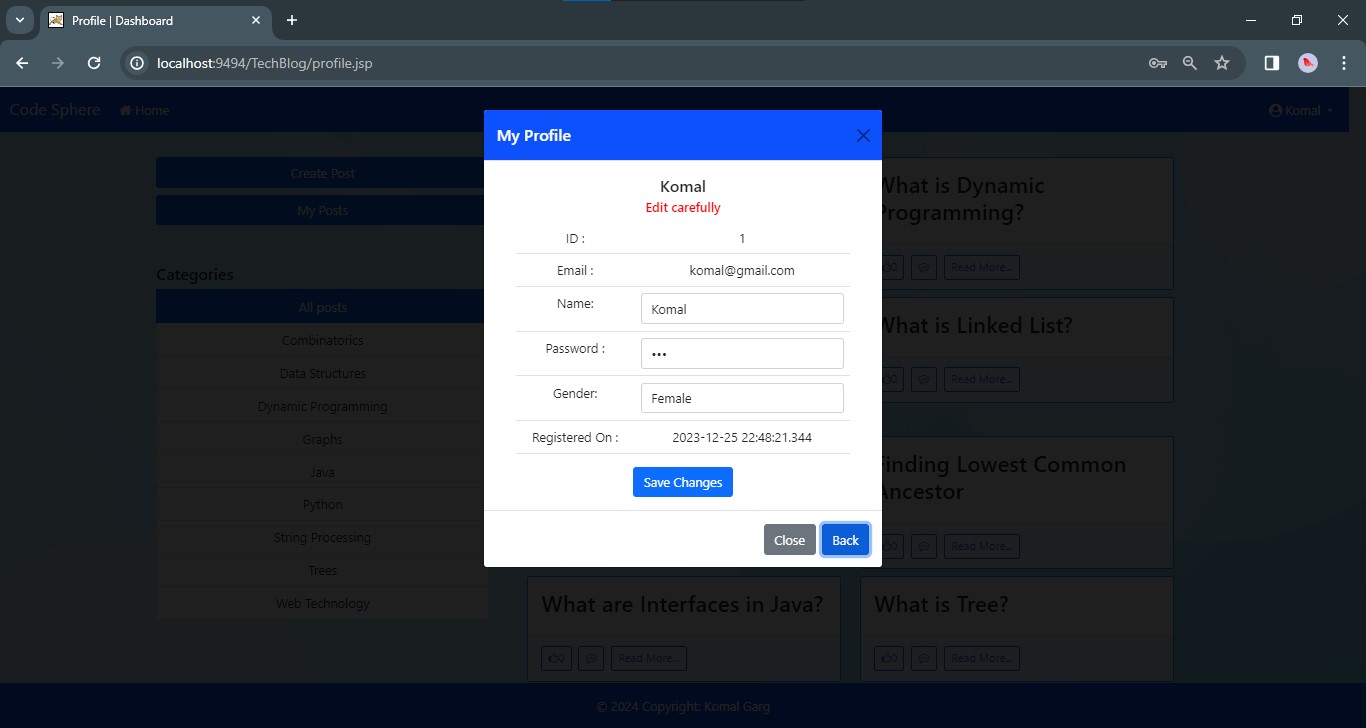 Profile | Dashboard
localhost:9494/TechBlog/profile.jsp
Code Sphere Home Komal
My Profile
Komal
Edit carefully
ID : 1
Email : komal@gmail.com
Name: Komal
Password : •••
Gender: Female
Registered On : 2023-12-25 22:48:21.344
Save Changes
Close Back
Create Post
My Posts
Categories
All posts
Combinatorics
Data Structures
Dynamic Programming
Graphs
Java
Python
String Processing
Trees
Web Technology
What is Dynamic
Programming?
0 Read More...
What is Linked List?
0 Read More...
Finding Lowest Common
Ancestor
0 Read More...
What are Interfaces in Java?
0 Read More...
What is Tree?
0 Read More...
© 2024 Copyright: Komal Garg